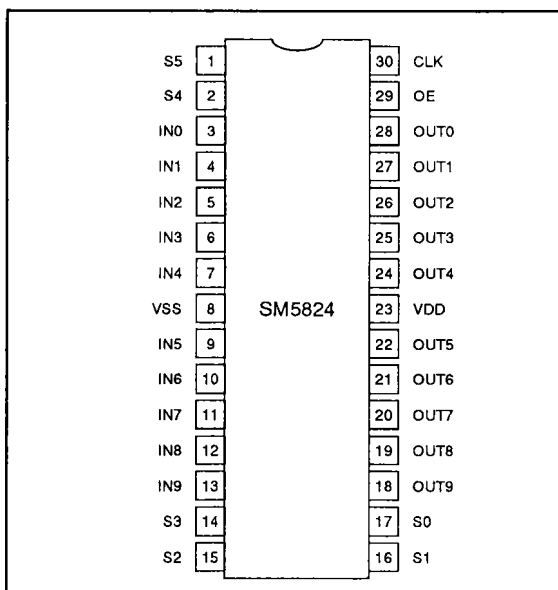 S5 1 30 CLK
S4 2 29 OE
IN0 3 28 OUT0
IN1 4 27 OUT1
IN2 5 26 OUT2
IN3 6 25 OUT3
IN4 7 24 OUT4
VSS 8 SM5824 23 VDD
IN5 9 22 OUT5
IN6 10 21 OUT6
IN7 11 20 OUT7
IN8 12 19 OUT8
IN9 13 18 OUT9
S3 14 17 S0
S2 15 16 S1